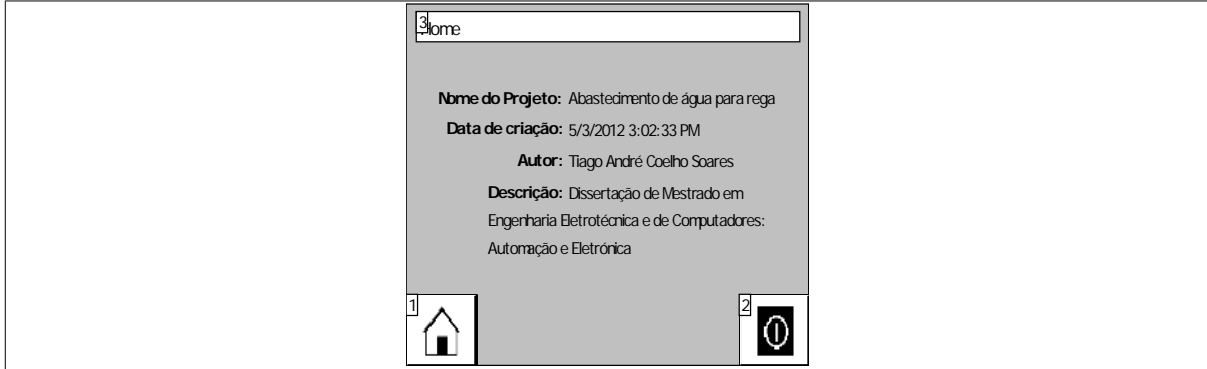 3
Home
Nome do Projeto: Abastecimento de água para rega
Data de criação: 5/3/2012 3:02:33 PM
Autor: Tiago André Coelho Soares
Descrição: Dissertação de Mestrado em
Engenharia Eletrotécnica e de Computadores:
Automação e Eletrónica
1
2